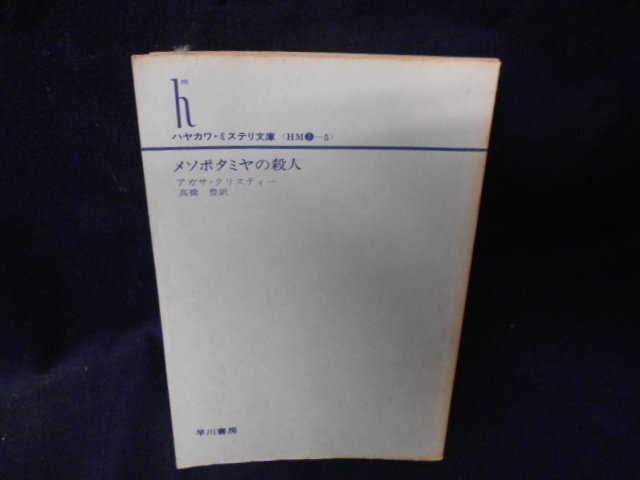 hm
ハヤカワ・ミステリ文庫〈HM❶—5〉
メソポタミヤの殺人
アガサ・クリスティー
高橋 豊訳
早川書房